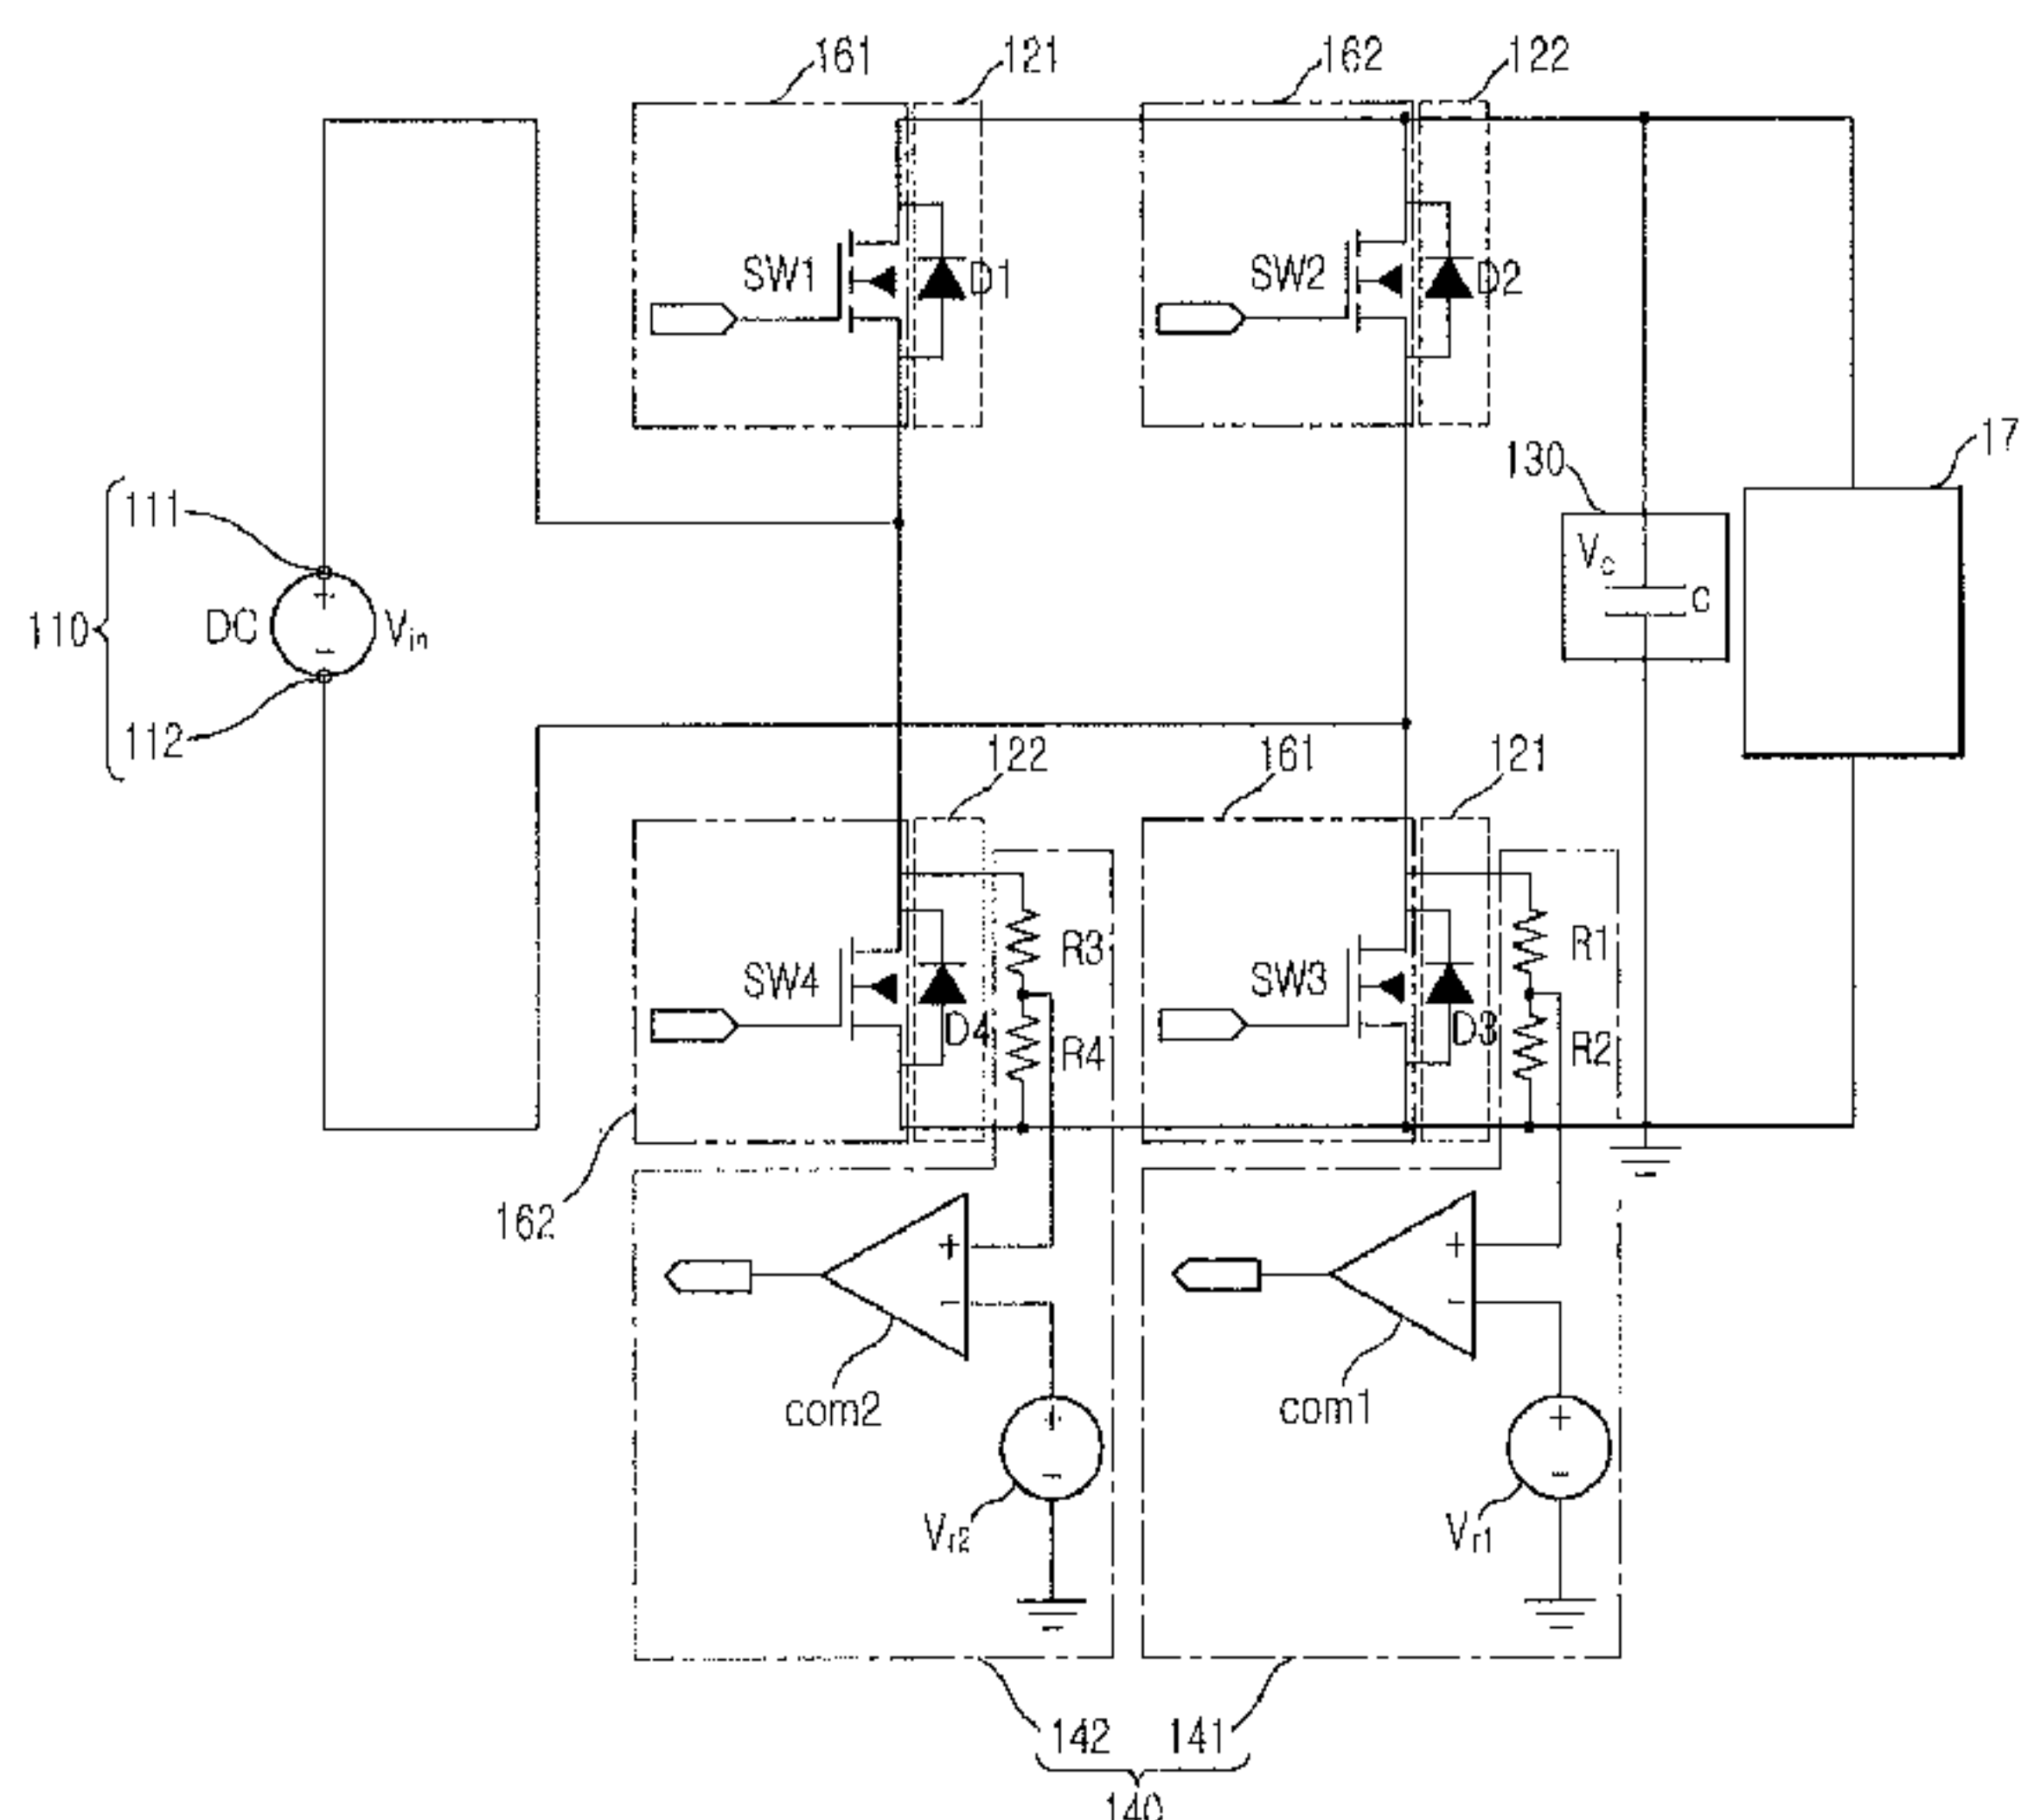 161 121 162 122
SW1 D1 SW2 D2
17
130
Vc
C
111
110 DC + - Vin
112
122 161 121
SW4 D4 R3 SW3 D3 R1
R4 R2
162
+ +
- -
com2 com1
+ +
- -
Vr2 Vr1
142 141
140